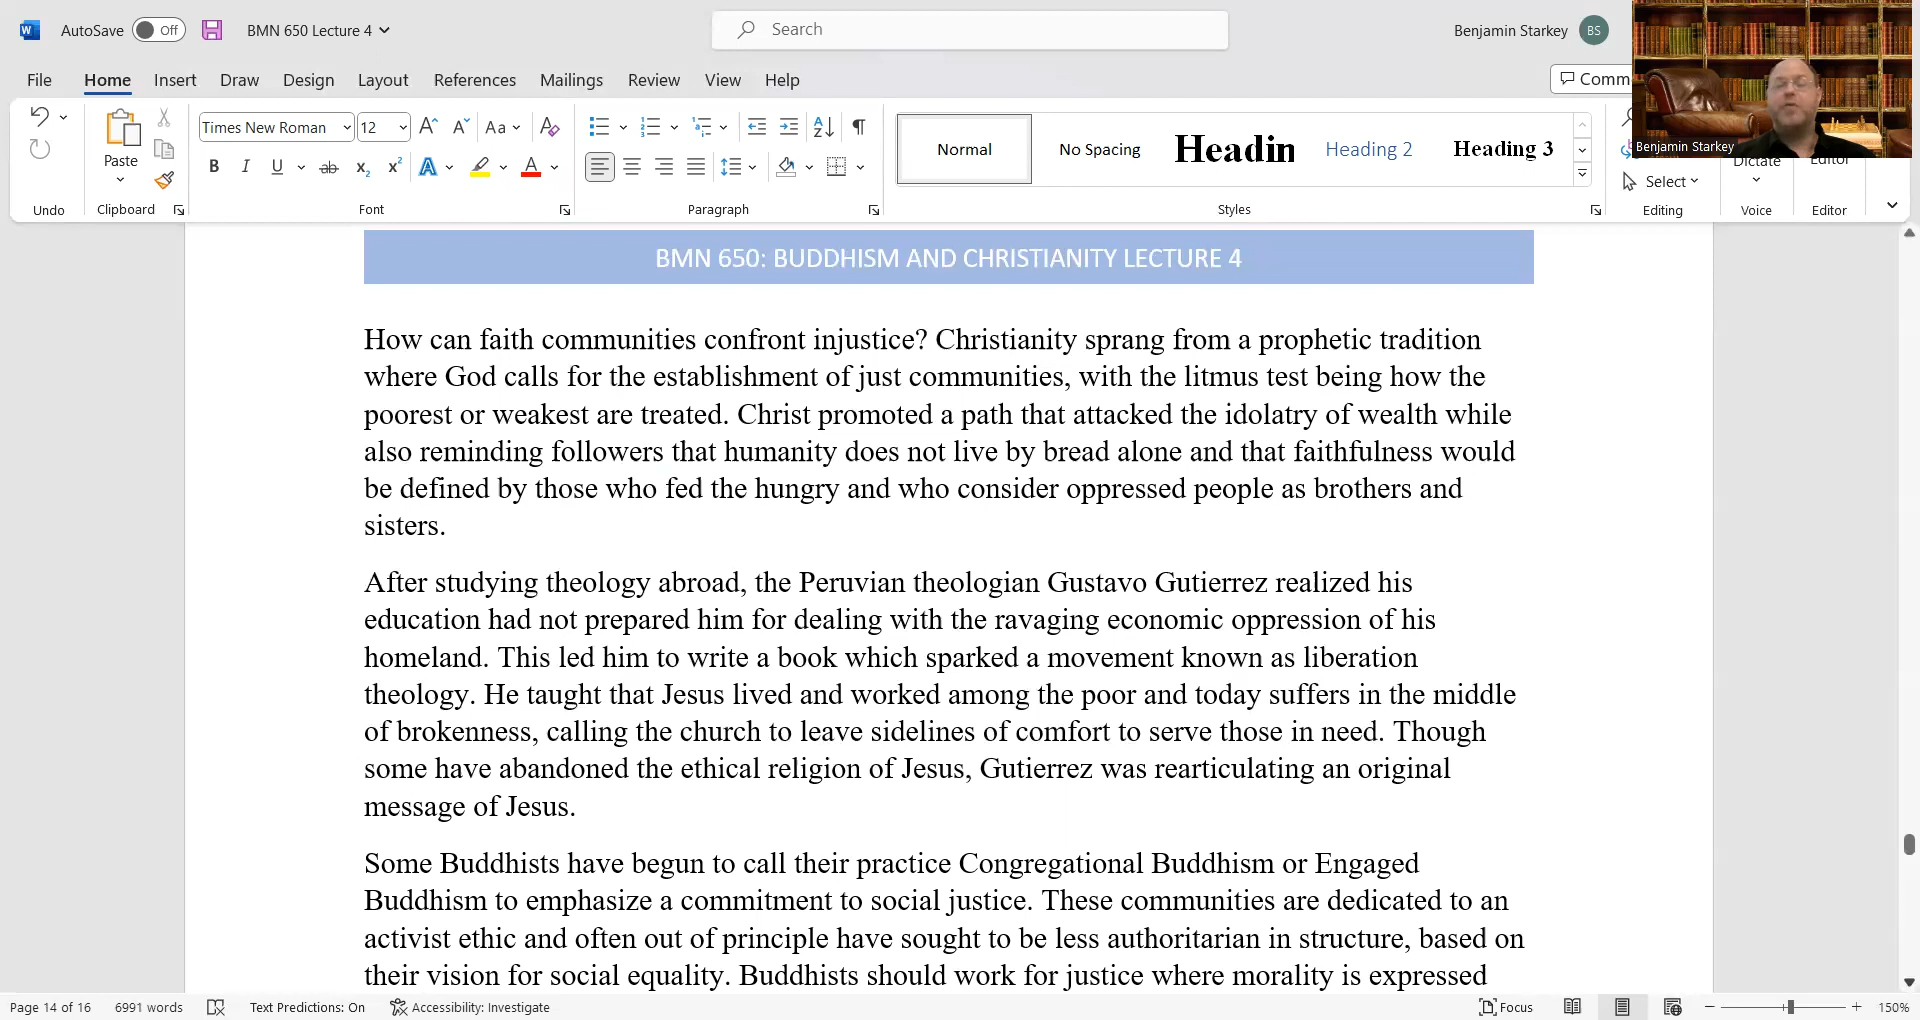 AutoSave Off BMN 650 Lecture 4 Search Benjamin Starkey BS
File Home Insert Draw Design Layout References Mailings Review View Help Comm
Paste Times New Roman 12 Aa Normal No Spacing Headin Heading 2 Heading 3 Select Dictate Editor
Undo Clipboard Font Paragraph Styles Editing Voice Editor
Benjamin Starkey
BMN 650: BUDDHISM AND CHRISTIANITY LECTURE 4
How can faith communities confront injustice? Christianity sprang from a prophetic tradition
where God calls for the establishment of just communities, with the litmus test being how the
poorest or weakest are treated. Christ promoted a path that attacked the idolatry of wealth while
also reminding followers that humanity does not live by bread alone and that faithfulness would
be defined by those who fed the hungry and who consider oppressed people as brothers and
sisters.
After studying theology abroad, the Peruvian theologian Gustavo Gutierrez realized his
education had not prepared him for dealing with the ravaging economic oppression of his
homeland. This led him to write a book which sparked a movement known as liberation
theology. He taught that Jesus lived and worked among the poor and today suffers in the middle
of brokenness, calling the church to leave sidelines of comfort to serve those in need. Though
some have abandoned the ethical religion of Jesus, Gutierrez was rearticulating an original
message of Jesus.
Some Buddhists have begun to call their practice Congregational Buddhism or Engaged
Buddhism to emphasize a commitment to social justice. These communities are dedicated to an
activist ethic and often out of principle have sought to be less authoritarian in structure, based on
their vision for social equality. Buddhists should work for justice where morality is expressed
Page 14 of 16 6991 words Text Predictions: On Accessibility: Investigate Focus 150%